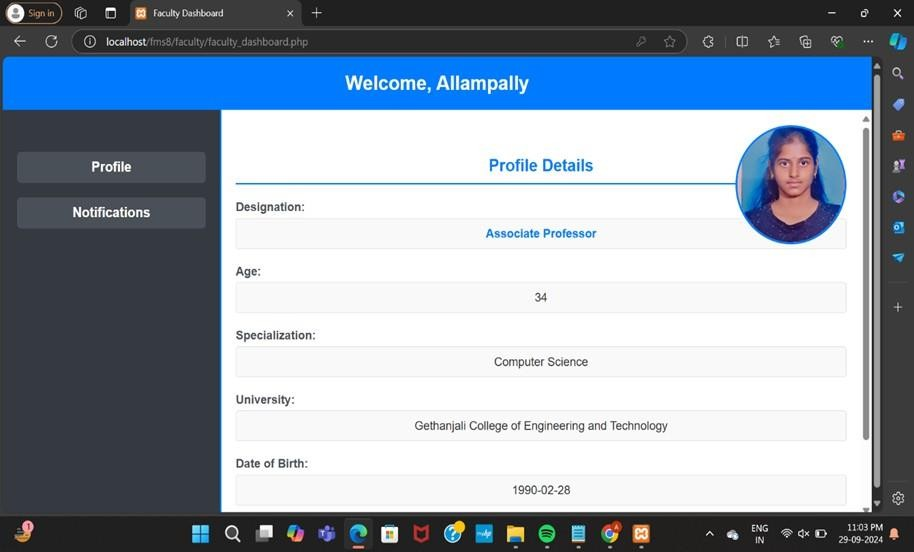 Sign in
Faculty Dashboard
localhost/fms8/faculty/faculty_dashboard.php
Welcome, Allampally
Profile
Notifications
Profile Details
Designation:
Associate Professor
Age:
34
Specialization:
Computer Science
University:
Gethanjali College of Engineering and Technology
Date of Birth:
1990-02-28
1
ENG
IN
11:03 PM
29-09-2024